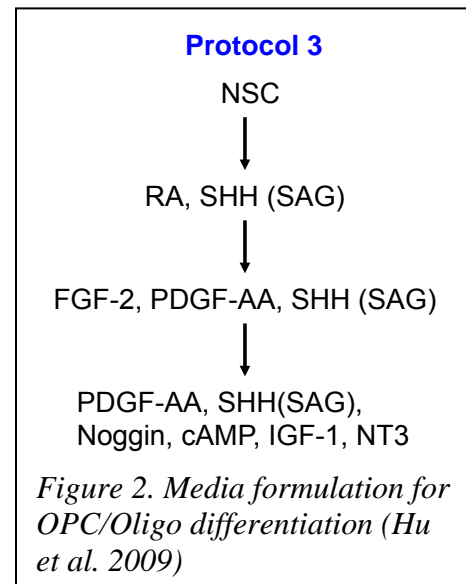 Protocol 3
NSC
RA, SHH (SAG)
FGF-2, PDGF-AA, SHH (SAG)
PDGF-AA, SHH(SAG),
Noggin, cAMP, IGF-1, NT3
Figure 2. Media formulation for
OPC/Oligo differentiation (Hu
et al. 2009)